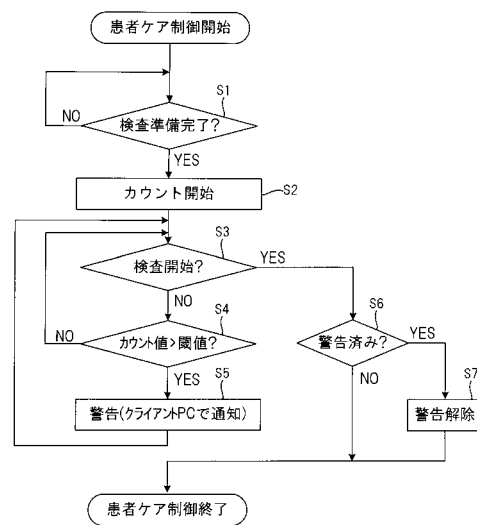 患者ケア制御開始
S1
検査準備完了?
NO
YES
カウント開始
S2
S3
検査開始?
YES
NO
S4
カウント値>閾値?
NO
YES
S6
警告済み?
YES
NO
S5
警告(クライアントPCで通知)
S7
警告解除
患者ケア制御終了